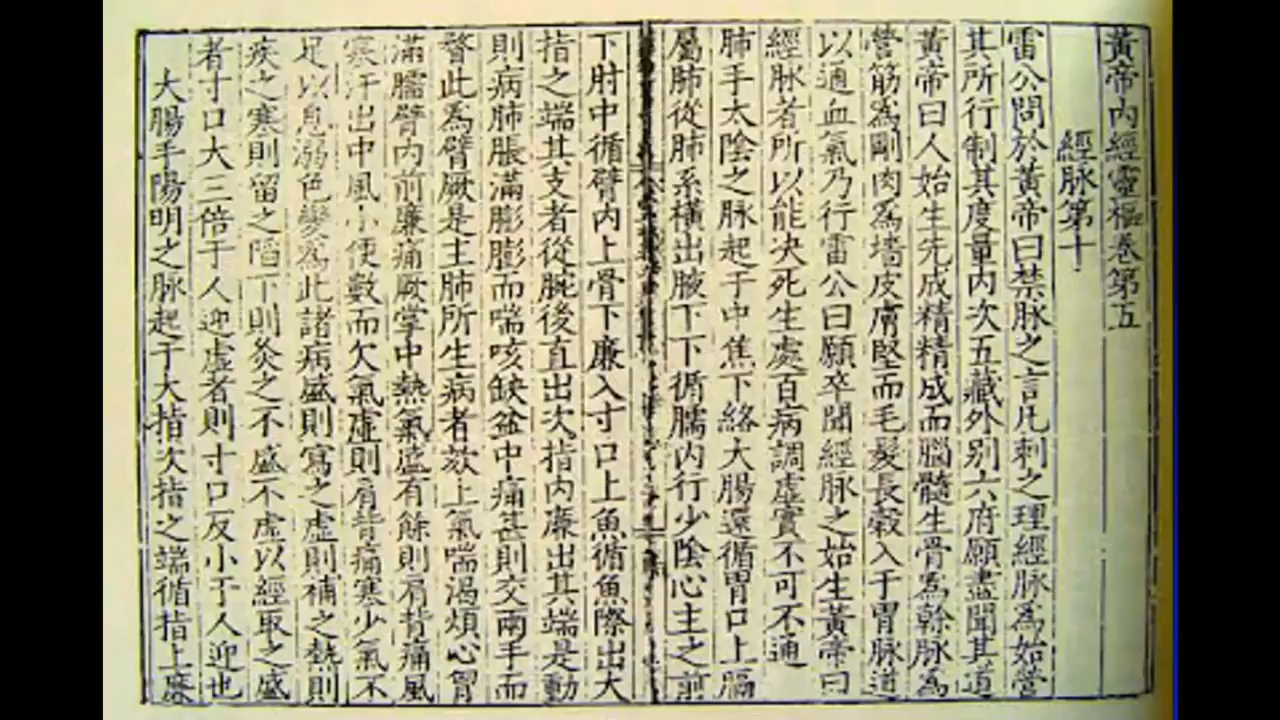 黃帝內經靈樞卷第五
經脉第十
雷公問於黃帝曰禁脉之言凡刺之理經脉為始營
其所行制其度量內次五藏外別六府願盡聞其道
黃帝曰人始生先成精精成而腦髓生骨為幹脉為
營筋為剛肉為墻皮膚堅而毛髮長穀入于胃脉道
以通血氣乃行雷公曰願卒聞經脉之始生黃帝曰
經脉者所以能决死生處百病調虛實不可不通
肺手太陰之脉起于中焦下絡大腸還循胃口上膈
屬肺從肺系橫出腋下下循臑內行少陰心主之前
下肘中循臂內上骨下廉入寸口上魚循魚際出大
指之端其支者從腕後直出次指內廉出其端是動
則病肺脹滿膨膨而喘咳缺盆中痛甚則交兩手而
瞀此為臂厥是主肺所生病者欬上氣喘渴煩心胷
滿臑臂內前廉痛厥掌中熱氣盛有餘則肩背痛風
寒汗出中風小便數而欠氣虛則肩背痛寒少氣不
足以息溺色變為此諸病盛則寫之虛則補之熱則
疾之寒則留之陷下則灸之不盛不虛以經取之盛
者寸口大三倍于人迎虛者則寸口反小于人迎也
大腸手陽明之脉起于大指次指之端循指上廉